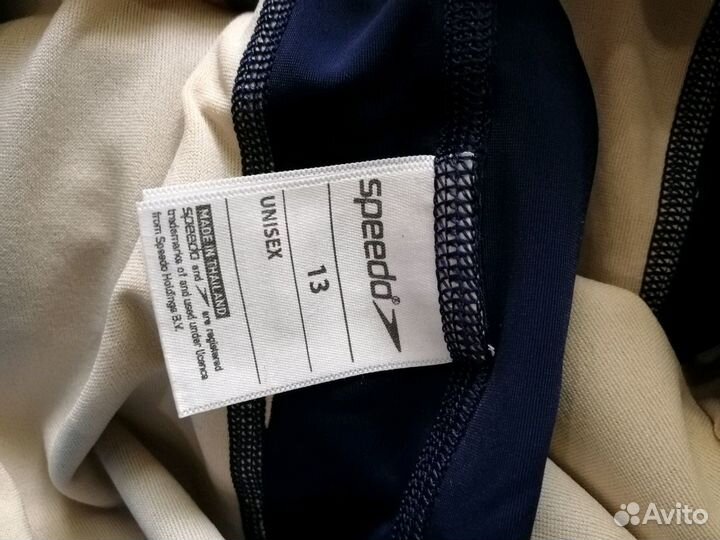 speedo®
13
UNISEX
MADE IN THAILAND
speedo and are registered
trademarks of and used under licence
from Speedo Holdings B.V.
Avito